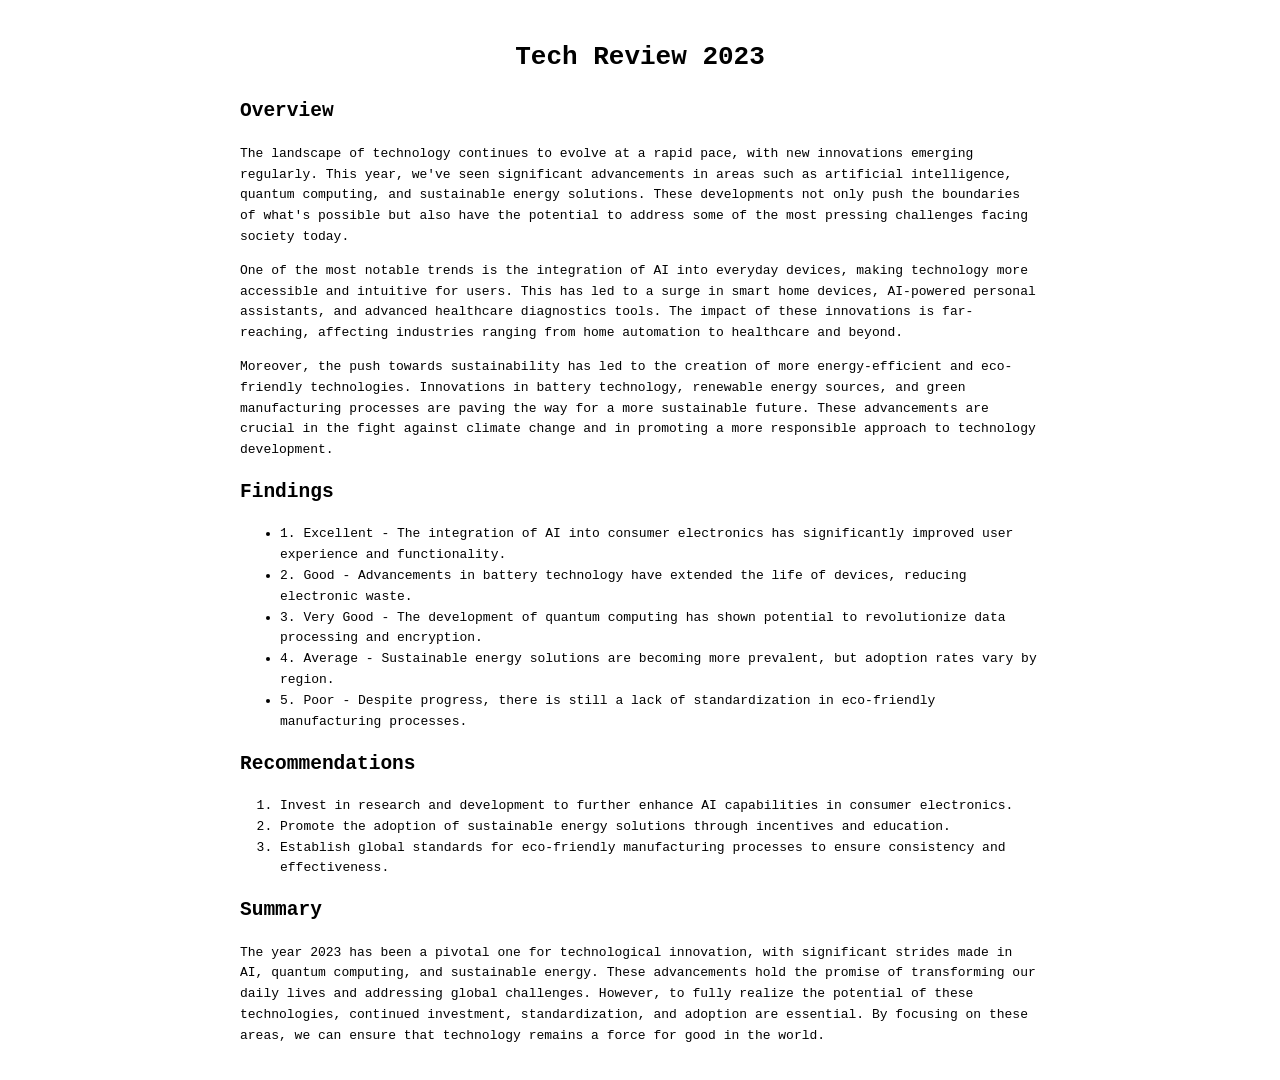 Tech Review 2023
Overview
The landscape of technology continues to evolve at a rapid pace, with new innovations emerging
regularly. This year, we've seen significant advancements in areas such as artificial intelligence,
quantum computing, and sustainable energy solutions. These developments not only push the boundaries
of what's possible but also have the potential to address some of the most pressing challenges facing
society today.
One of the most notable trends is the integration of AI into everyday devices, making technology more
accessible and intuitive for users. This has led to a surge in smart home devices, AI-powered personal
assistants, and advanced healthcare diagnostics tools. The impact of these innovations is far-
reaching, affecting industries ranging from home automation to healthcare and beyond.
Moreover, the push towards sustainability has led to the creation of more energy-efficient and eco-
friendly technologies. Innovations in battery technology, renewable energy sources, and green
manufacturing processes are paving the way for a more sustainable future. These advancements are
crucial in the fight against climate change and in promoting a more responsible approach to technology
development.
Findings
• 1. Excellent - The integration of AI into consumer electronics has significantly improved user
experience and functionality.
• 2. Good - Advancements in battery technology have extended the life of devices, reducing
electronic waste.
• 3. Very Good - The development of quantum computing has shown potential to revolutionize data
processing and encryption.
• 4. Average - Sustainable energy solutions are becoming more prevalent, but adoption rates vary by
region.
• 5. Poor - Despite progress, there is still a lack of standardization in eco-friendly
manufacturing processes.
Recommendations
1. Invest in research and development to further enhance AI capabilities in consumer electronics.
2. Promote the adoption of sustainable energy solutions through incentives and education.
3. Establish global standards for eco-friendly manufacturing processes to ensure consistency and
effectiveness.
Summary
The year 2023 has been a pivotal one for technological innovation, with significant strides made in
AI, quantum computing, and sustainable energy. These advancements hold the promise of transforming our
daily lives and addressing global challenges. However, to fully realize the potential of these
technologies, continued investment, standardization, and adoption are essential. By focusing on these
areas, we can ensure that technology remains a force for good in the world.